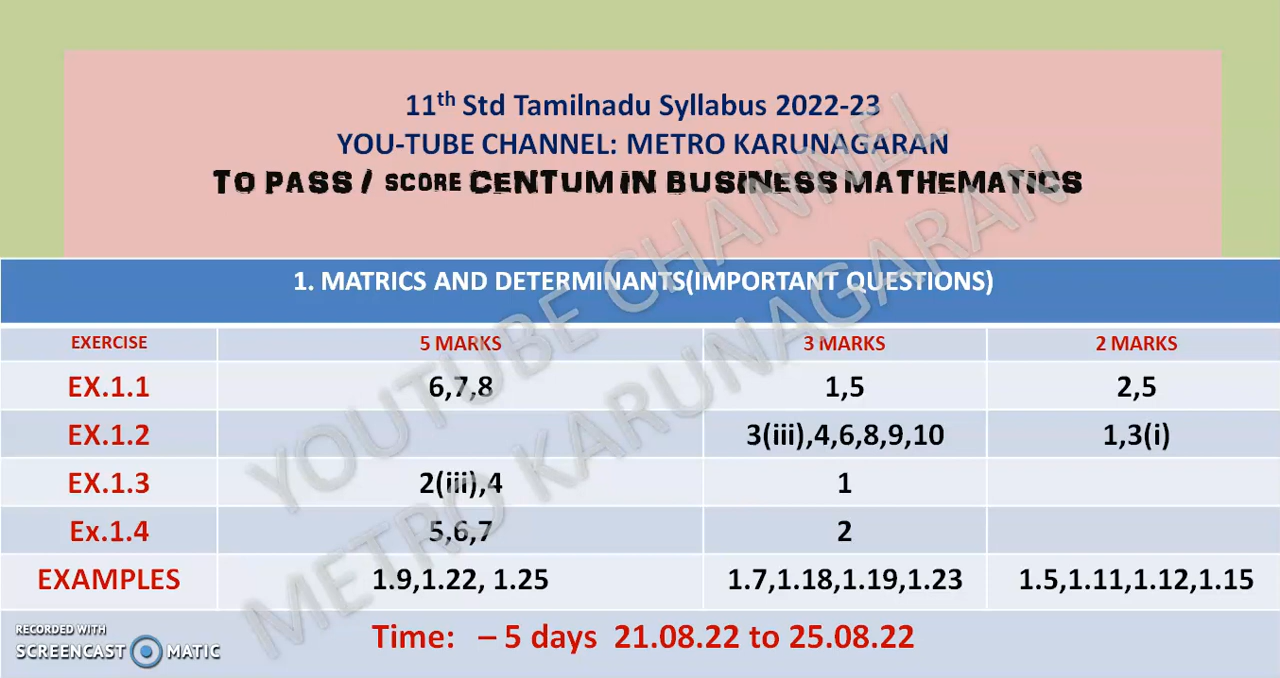 11th Std Tamilnadu Syllabus 2022-23
YOU-TUBE CHANNEL: METRO KARUNAGARAN
TO PASS / SCORE CENTUM IN BUSINESS MATHEMATICS
1. MATRICS AND DETERMINANTS(IMPORTANT QUESTIONS)
EXERCISE 5 MARKS 3 MARKS 2 MARKS
EX.1.1 6,7,8 1,5 2,5
EX.1.2 3(iii),4,6,8,9,10 1,3(i)
EX.1.3 2(iii),4 1
Ex.1.4 5,6,7 2
EXAMPLES 1.9,1.22, 1.25 1.7,1.18,1.19,1.23 1.5,1.11,1.12,1.15
Time: – 5 days 21.08.22 to 25.08.22
RECORDED WITH
SCREENCAST MATIC
YOUTUBE CHANNEL
METRO KARUNAGARAN